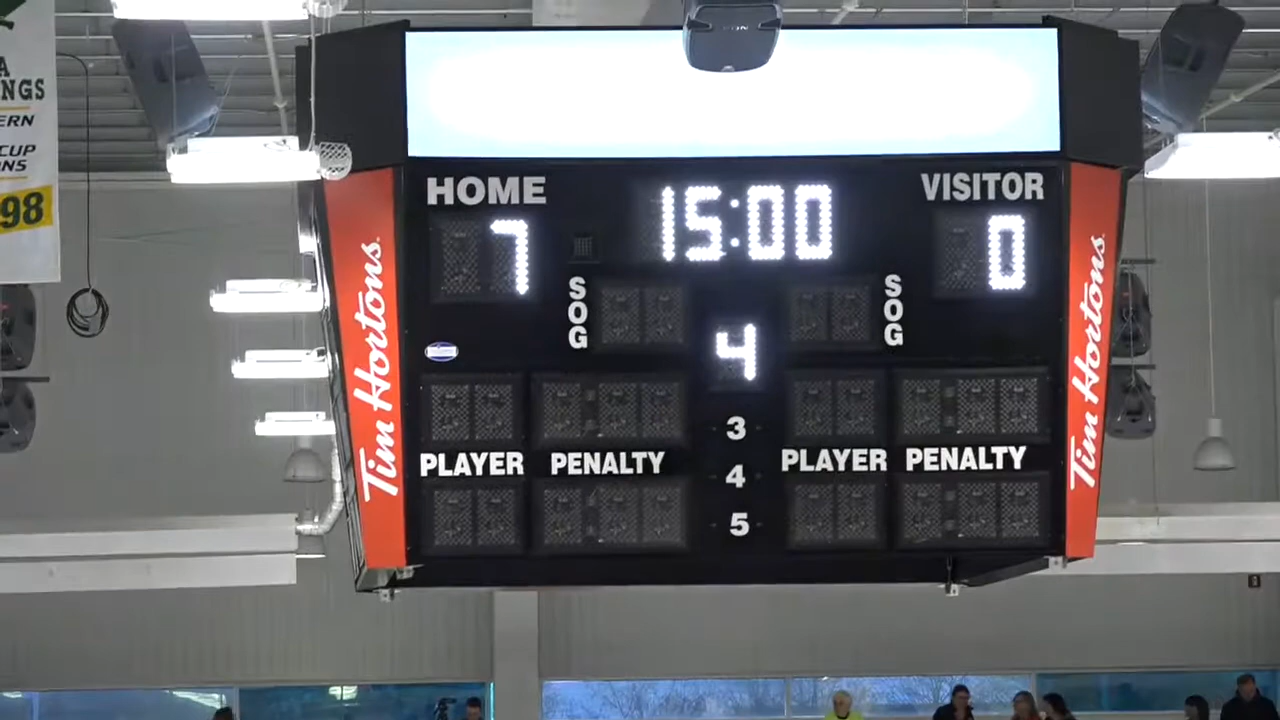 A
NGS
ERN
CUP
NS
98
HOME
15:00
VISITOR
7
0
SOG
SOG
4
3
PLAYER
PENALTY
4
PLAYER
PENALTY
5
Tim Hortons.
Tim Hortons.